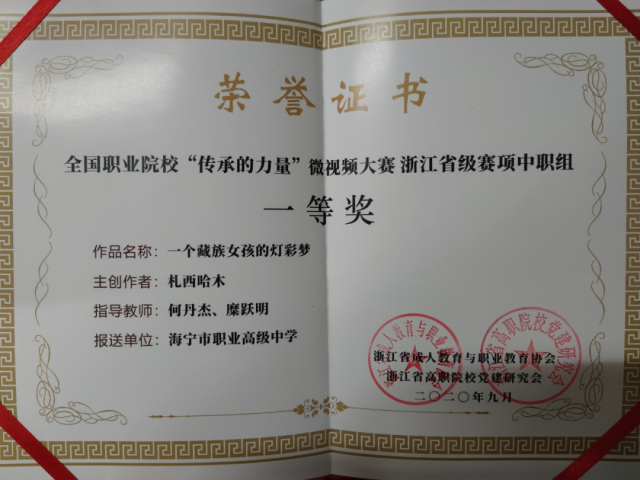 荣誉证书
全国职业院校“传承的力量”微视频大赛 浙江省级赛项中职组
一等奖
作品名称：一个藏族女孩的灯彩梦
主创作者：札西哈木
指导教师：何丹杰、糜跃明
报送单位：海宁市职业高级中学
浙江省成人教育与职业教育协会
浙江省高职院校党建研究会
二〇二〇年九月